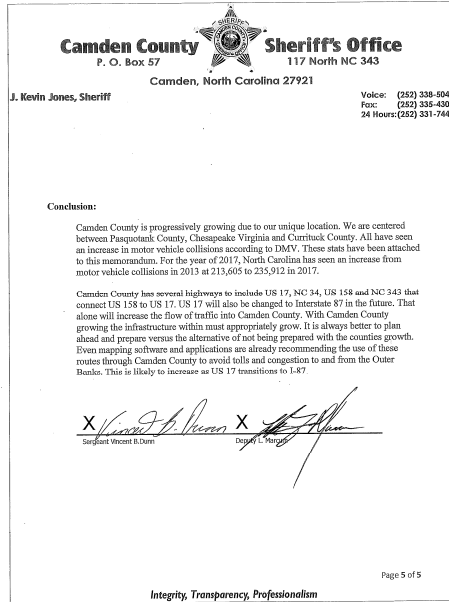 SHERIFF
Camden County Sheriff's Office
P. O. Box 57 117 North NC 343
Camden, North Carolina 27921
J. Kevin Jones, Sheriff
Voice: (252) 338-504
Fax: (252) 335-430
24 Hours:(252) 331-744
Conclusion:
Camden County is progressively growing due to our unique location. We are centered
between Pasquotank County, Chesapeake Virginia and Currituck County. All have seen
an increase in motor vehicle collisions according to DMV. These stats have been attached
to this memorandum. For the year of 2017, North Carolina has seen an increase from
motor vehicle collisions in 2013 at 213,605 to 235,912 in 2017.
Camden County has several highways to include US 17, NC 34, US 158 and NC 343 that
connect US 158 to US 17. US 17 will also be changed to Interstate 87 in the future. That
alone will increase the flow of traffic into Camden County. With Camden County
growing the infrastructure within must appropriately grow. It is always better to plan
ahead and prepare versus the alternative of not being prepared with the counties growth.
Even mapping software and applications are already recommending the use of these
routes through Camden County to avoid tolls and congestion to and from the Outer
Banks. This is likely to increase as US 17 transitions to I-87
X Vincent B. Dunn X
Sergeant Vincent B.Dunn Deputy L. Marcum
Page 5 of 5
Integrity, Transparency, Professionalism